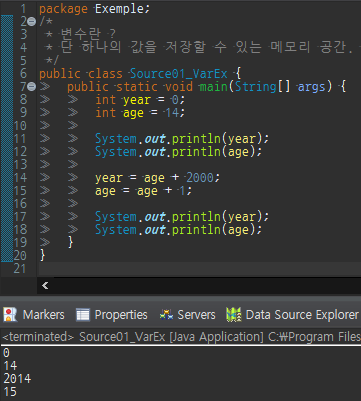 1 package Exemple;
2 /*
3 * 변수란 ?
4 * 단 하나의 값을 저장할 수 있는 메모리 공간.
5 */
6 public class Source01_VarEx {
7 public static void main(String[] args) {
8 int year = 0;
9 int age = 14;
10
11 System.out.println(year);
12 System.out.println(age);
13
14 year = age + 2000;
15 age = age + 1;
16
17 System.out.println(year);
18 System.out.println(age);
19 }
20 }
21
Markers Properties Servers Data Source Explorer
<terminated> Source01_VarEx [Java Application] C:₩Program Files
0
14
2014
15